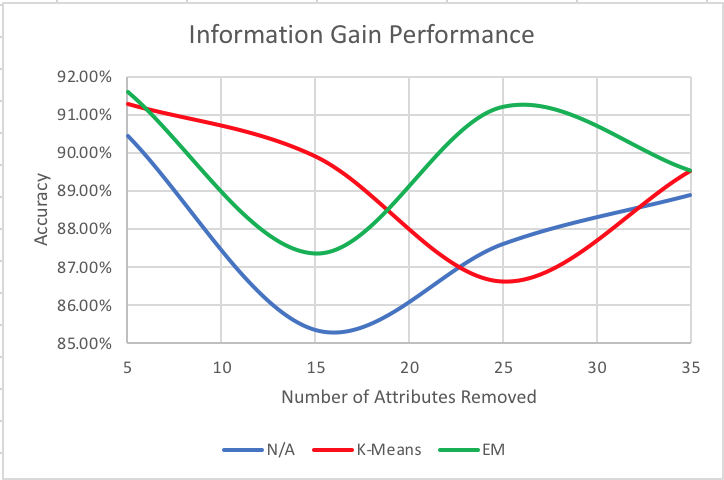 Information Gain Performance
92.00%
91.00%
90.00%
89.00%
88.00%
87.00%
86.00%
85.00%
Accuracy
5 10 15 20 25 30 35
Number of Attributes Removed
N/A K-Means EM